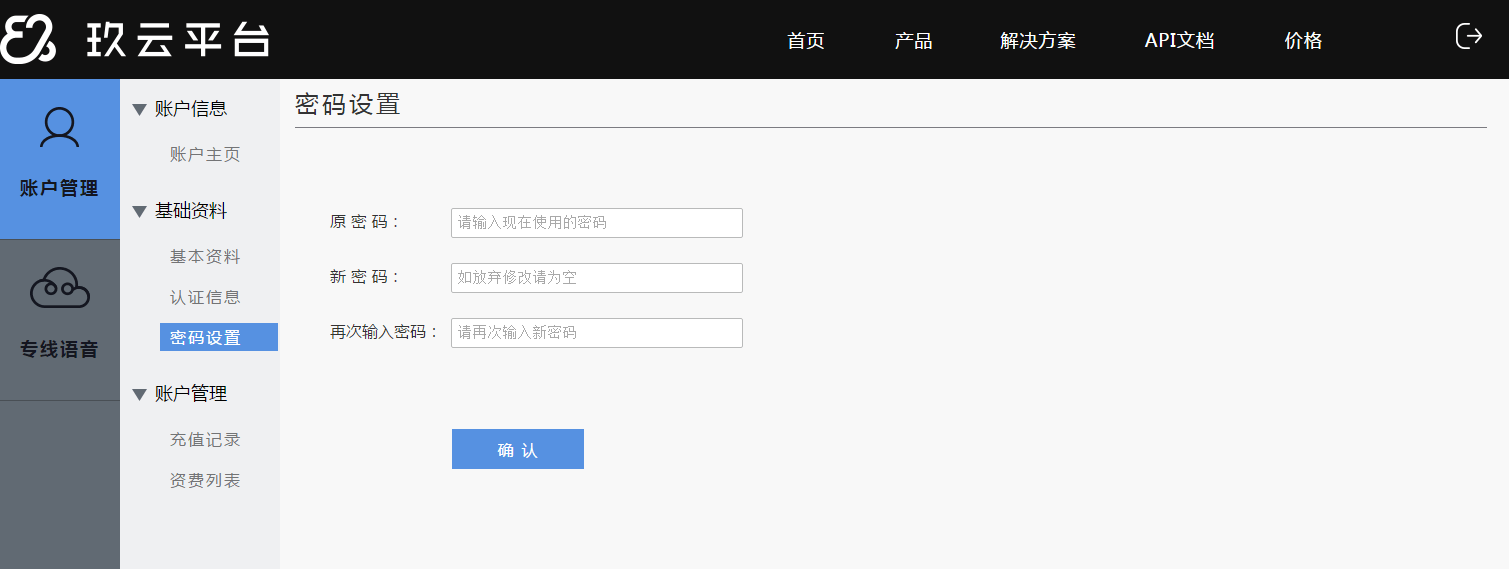 玖云平台
首页 产品 解决方案 API文档 价格
账户管理
专线语音
账户信息
账户主页
基础资料
基本资料
认证信息
密码设置
账户管理
充值记录
资费列表
密码设置
原 密 码： 请输入现在使用的密码
新 密 码： 如放弃修改请为空
再次输入密码： 请再次输入新密码
确 认